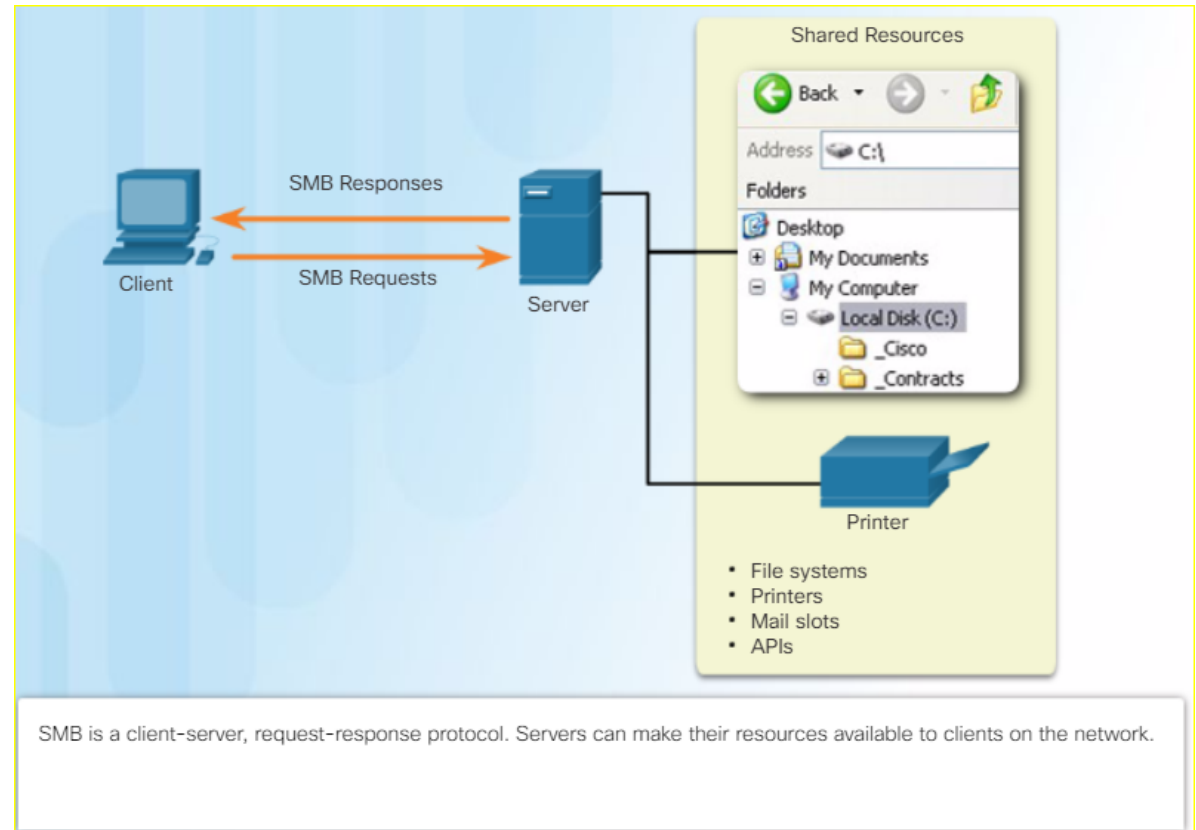 Shared Resources
Back
Address C:\
Folders
Desktop
My Documents
My Computer
Local Disk (C:)
_Cisco
_Contracts
SMB Responses
SMB Requests
Client
Server
Printer
• File systems
• Printers
• Mail slots
• APIs
SMB is a client-server, request-response protocol. Servers can make their resources available to clients on the network.